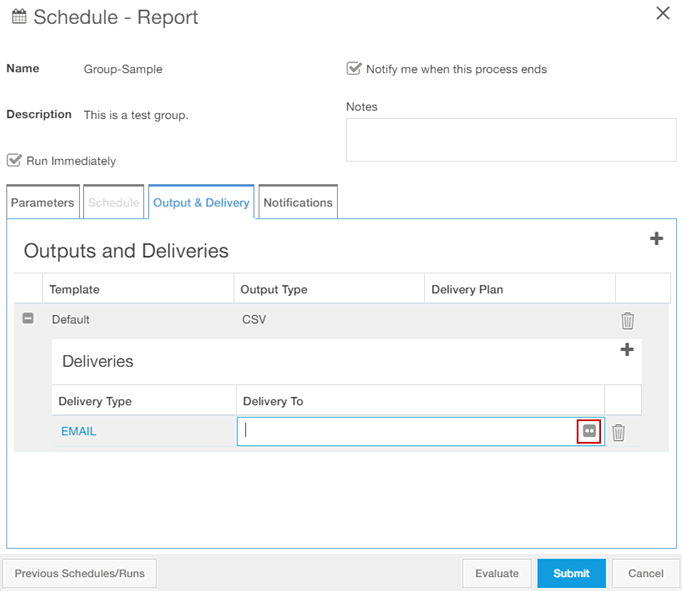 Schedule - Report
Name Group-Sample
Notify me when this process ends
Description This is a test group.
Notes
Run Immediately
Parameters Schedule Output & Delivery Notifications
Outputs and Deliveries
Template Output Type Delivery Plan
Default CSV
Deliveries
Delivery Type Delivery To
EMAIL
Previous Schedules/Runs Evaluate Submit Cancel